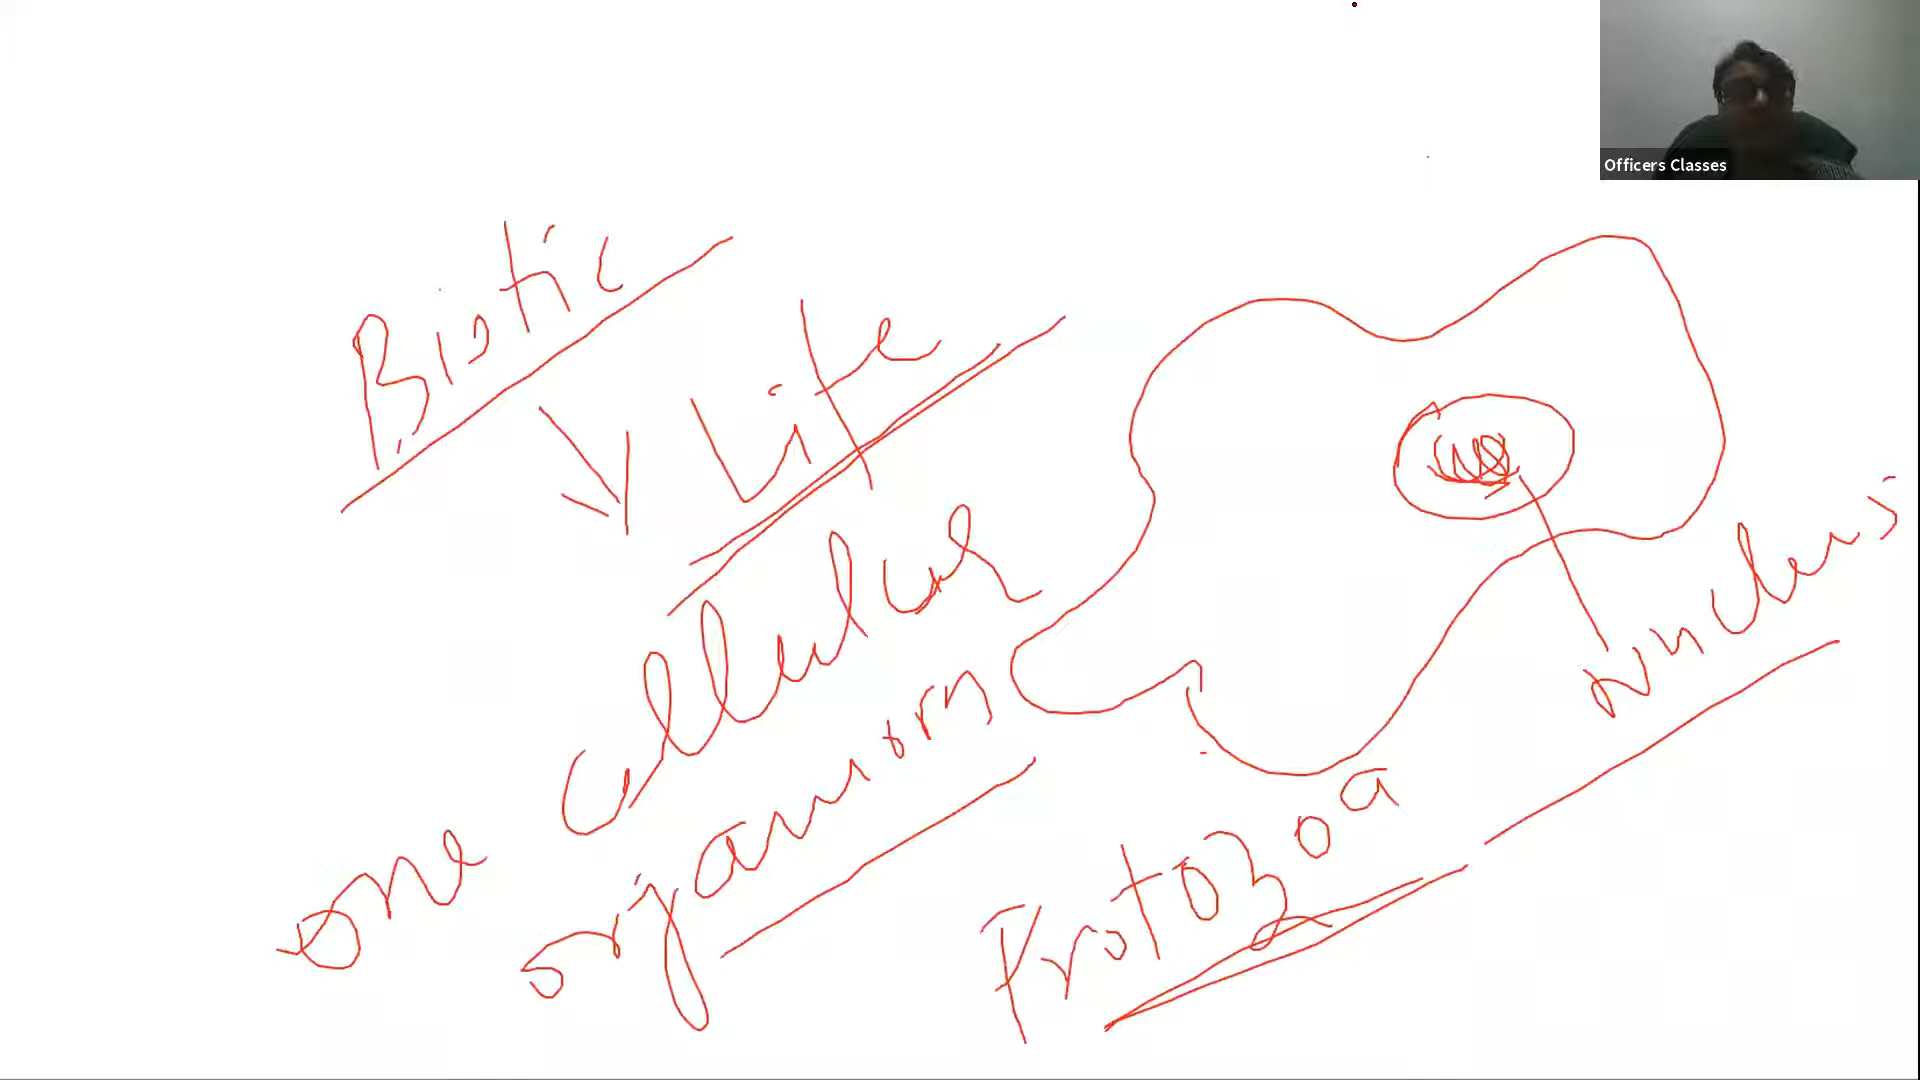 Officers Classes
Biotic
Life
one cellular
organism
Nucleus
Protozoa